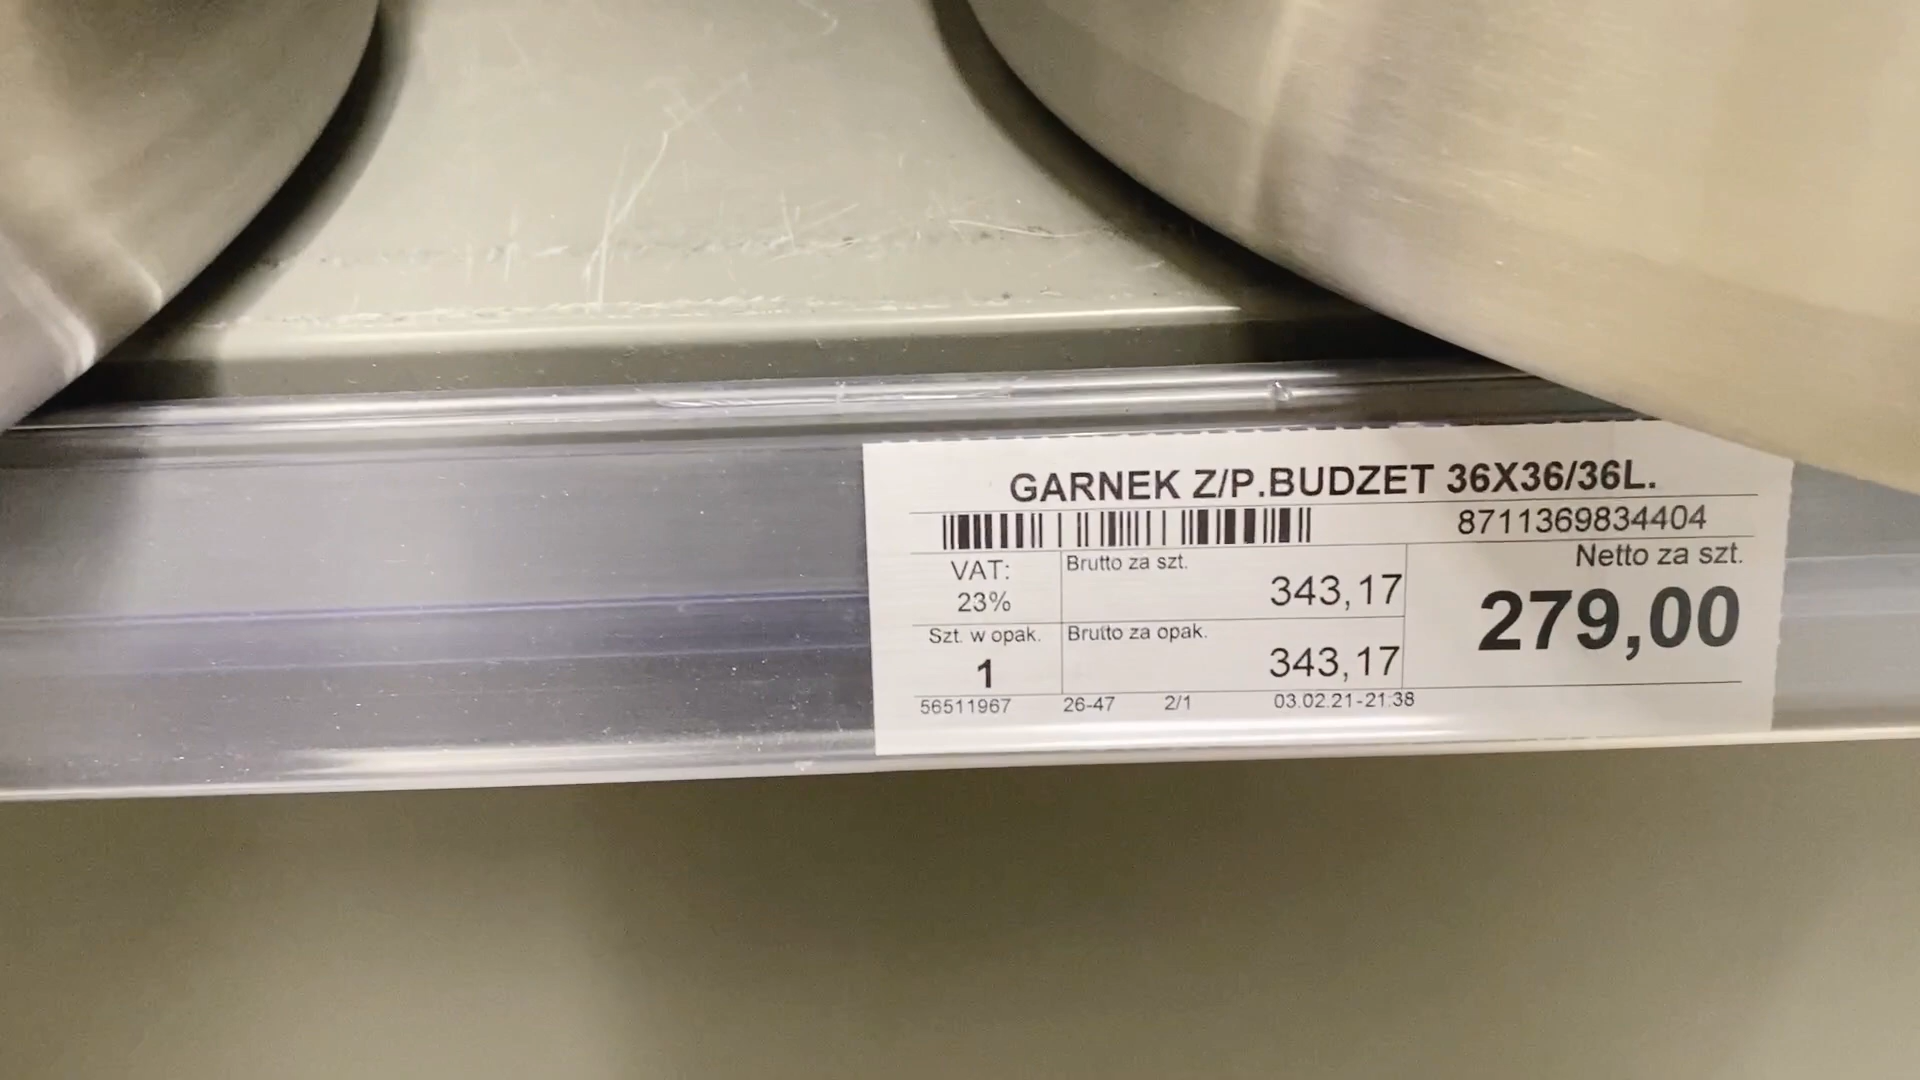 GARNEK Z/P.BUDZET 36X36/36L.
8711369834404
VAT:
23%
Brutto za szt.
343,17
Netto za szt.
279,00
Szt. w opak.
1
Brutto za opak.
343,17
56511967 26-47 2/1 03.02.21-21:38